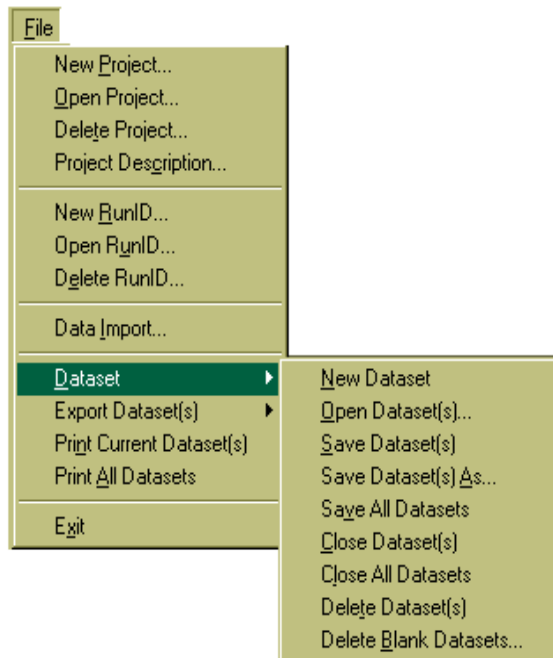 File
New Project...
Open Project...
Delete Project...
Project Description...
New RunID...
Open RunID...
Delete RunID...
Data Import...
Dataset
Export Dataset(s)
Print Current Dataset(s)
Print All Datasets
Exit
New Dataset
Open Dataset(s)...
Save Dataset(s)
Save Dataset(s) As...
Save All Datasets
Close Dataset(s)
Close All Datasets
Delete Dataset(s)
Delete Blank Datasets...